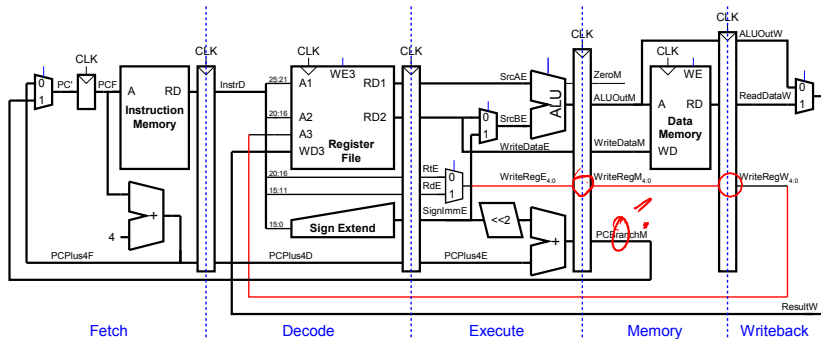 CLK CLK CLK CLK
CLK CLK CLK ALUOutW
0 1 PC' PCF A RD Instruction Memory InstrD
25:21 A1 WE3 RD1 SrcAE ZeroM WE 0 1
20:16 A2 RD2 0 1 SrcBE ALU ALUOutM A RD ReadDataW
A3 Register File Data Memory
WD3 WriteDataE WriteDataM WD
20:16 RtE 0
15:11 RdE 1 WriteRegE4:0 WriteRegM4:0 WriteRegW4:0
SignImmE
15:0 Sign Extend <<2
+ +
4 PCBranchM
PCPlus4F PCPlus4D PCPlus4E
ResultW
Fetch Decode Execute Memory Writeback